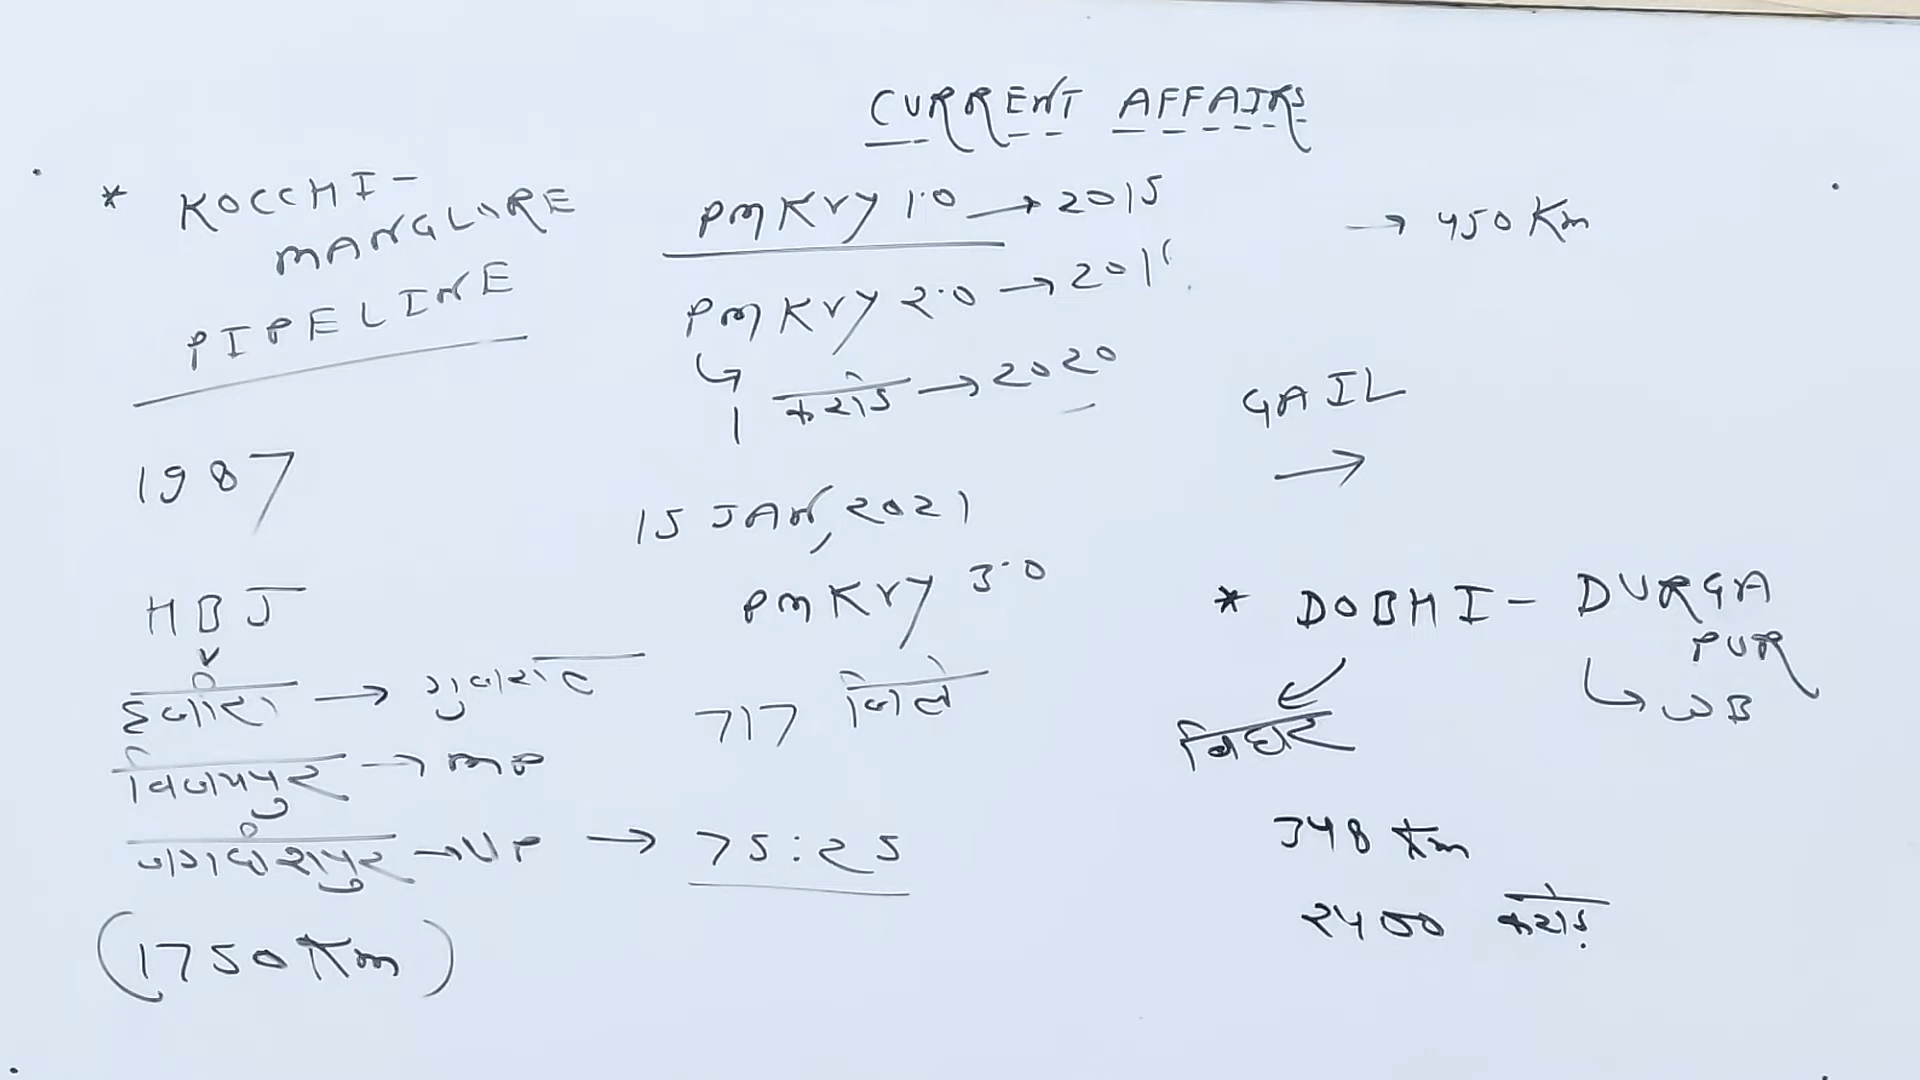 CURRENT AFFAIRS
* KOCCHI-
MANGLORE
PIPELINE
1987
HBJ
हजीरा → गुजरात
विजयपुर → MP
जगदीशपुर → UP → 75:25
(1750 Km)
PMKVY 1.0 → 2015
PMKVY 2.0 →
1 करोड → 2020
15 JAN, 2021
PMKVY 3.0
717 जिले
→ 450 Km
GAIL
→
* DOBHI - DURGA
PUR
बिहार
WB
348 Km
2400 करोड़